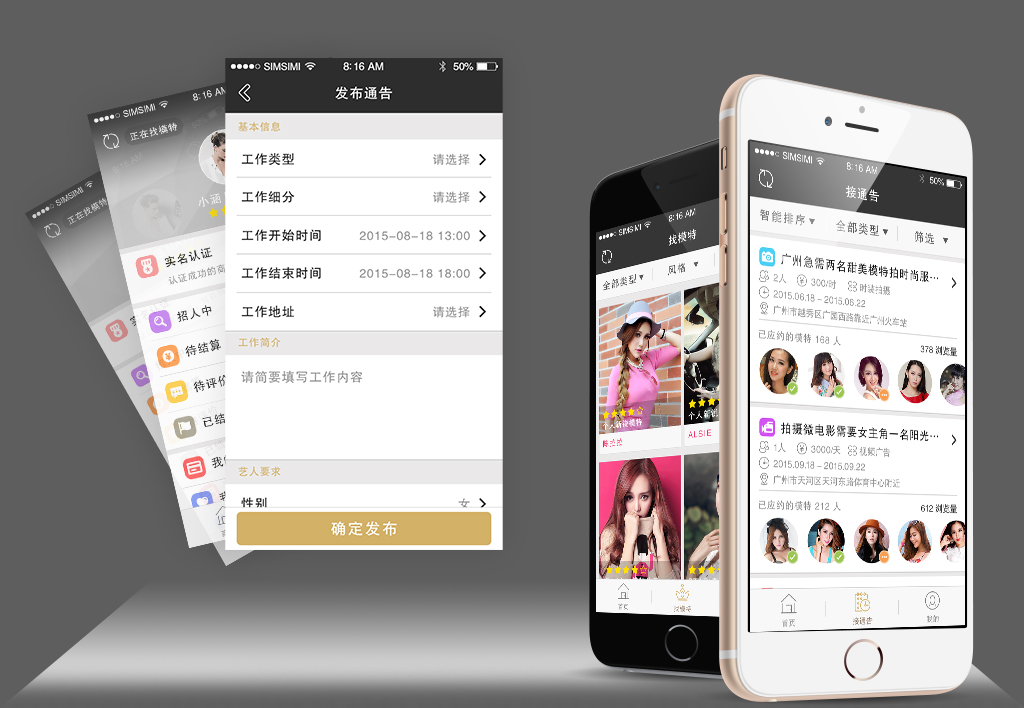 SIMSIMI
正在找模特
SIMSIMI 8:16 AM
正在找模特
小涵
实名认证
认证成功的商
招人中
待结算
待评价
已结
SIMSIMI 8:16 AM 50%
发布通告
基本信息
工作类型 请选择
工作细分 请选择
工作开始时间 2015-08-18 13:00
工作结束时间 2015-08-18 18:00
工作地址 请选择
工作简介
请简要填写工作内容
艺人要求
性别 女
确定发布
SIMSIMI 8:16 AM
找模特
全部类型 风格
个人新锐模特
陈拉拉
ALSIE
首页 找模特
SIMSIMI 8:16 AM 50%
接通告
智能排序 全部类型 筛选
广州急需两名甜美模特拍时尚服···
2人 300/时 时装拍摄
2015.06.18 - 2015.06.22
广州市越秀区广园西路靠近广州火车站
已应约的模特 168 人 378 浏览量
拍摄微电影需要女主角一名阳光···
1人 3000/天 视频广告
2015.09.18 - 2015.09.22
广州市天河区天河东路体育中心附近
已应约的模特 212 人 612 浏览量
首页 接通告 我的